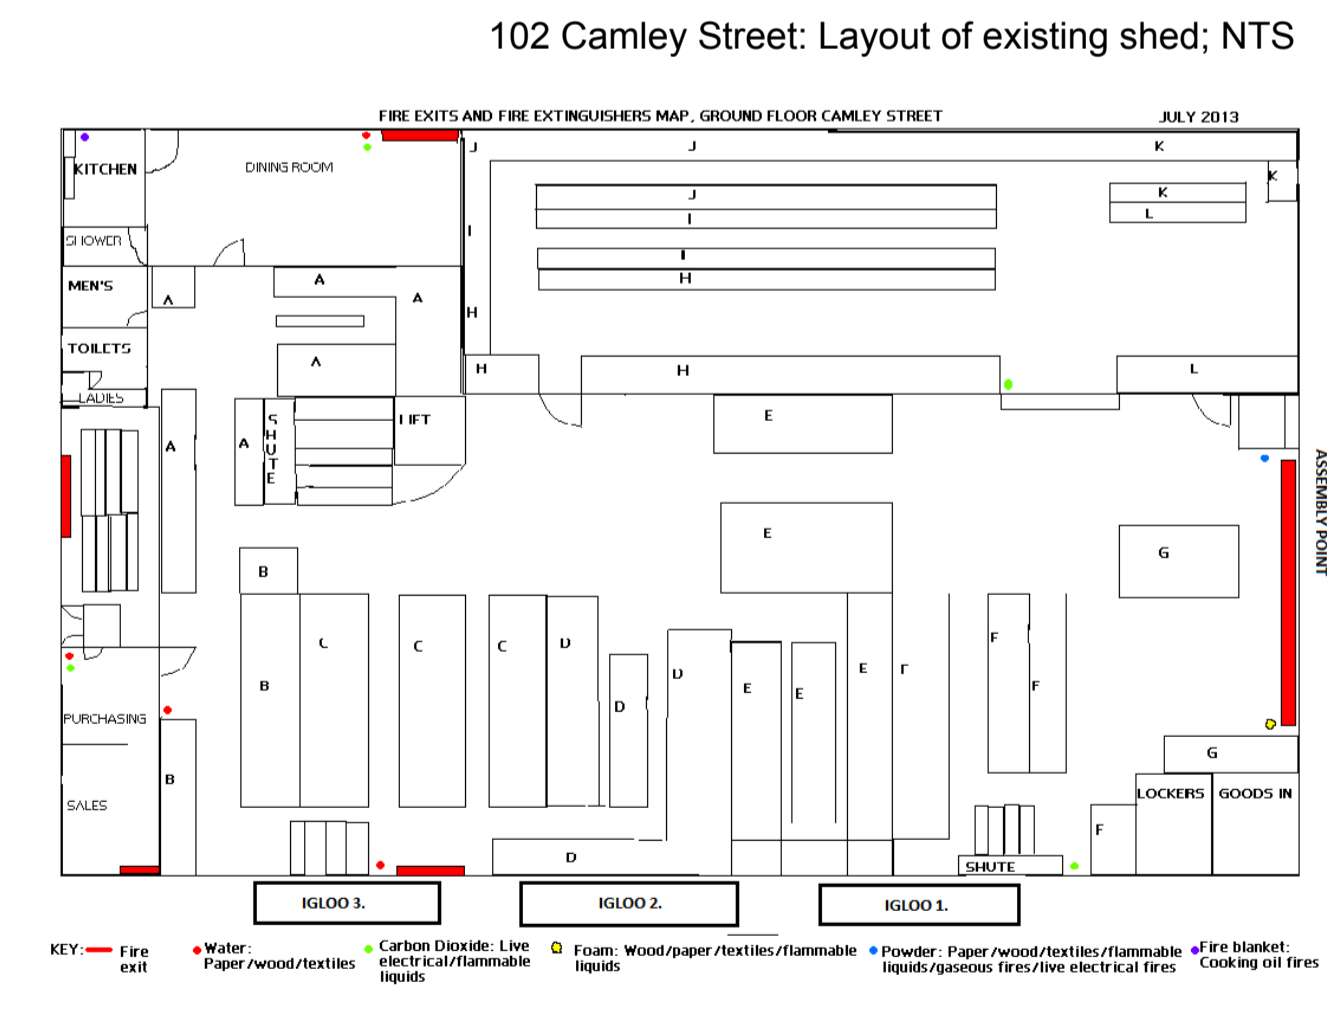 102 Camley Street: Layout of existing shed; NTS
FIRE EXITS AND FIRE EXTINGUISHERS MAP, GROUND FLOOR CAMLEY STREET
JULY 2013
J
J
K
KITCHEN
DINING ROOM
K
J
K
I
L
SHOWER
I
I
H
MEN'S
A
A
A
H
TOILETS
A
H
H
L
LADIES
A
A
SHUTE
LIFT
E
ASSEMBLY POINT
E
G
B
C
C
C
D
F
B
D
D
E
E
E
F
F
PURCHASING
B
SALES
G
LOCKERS
GOODS IN
F
D
SHUTE
IGLOO 3.
IGLOO 2.
IGLOO 1.
KEY:
Fire
exit
Water:
Paper/wood/textiles
Carbon Dioxide: Live
electrical/flammable
liquids
Foam: Wood/paper/textiles/flammable
liquids
Powder: Paper/wood/textiles/flammable
liquids/gaseous fires/live electrical fires
Fire blanket:
Cooking oil fires